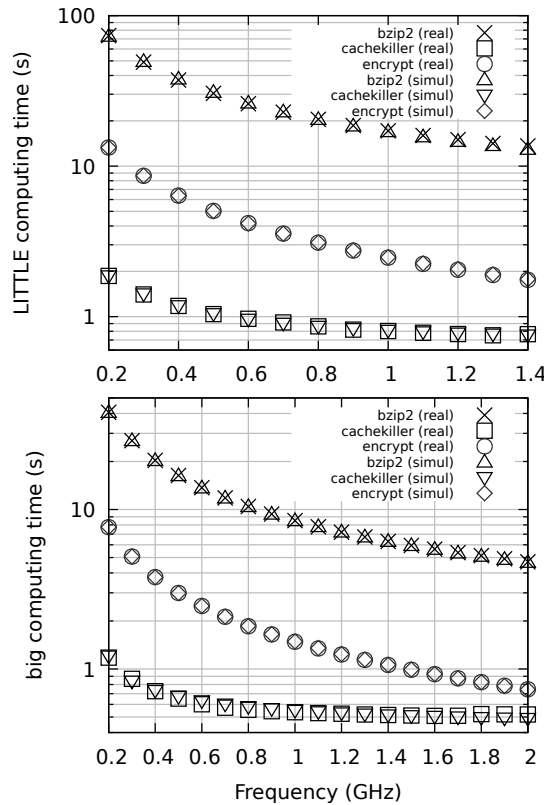 LITTLE computing time (s)
100
10
1
bzip2 (real)
cachekiller (real)
encrypt (real)
bzip2 (simul)
cachekiller (simul)
encrypt (simul)
0.2 0.4 0.6 0.8 1 1.2 1.4
big computing time (s)
10
1
bzip2 (real)
cachekiller (real)
encrypt (real)
bzip2 (simul)
cachekiller (simul)
encrypt (simul)
0.2 0.4 0.6 0.8 1 1.2 1.4 1.6 1.8 2
Frequency (GHz)